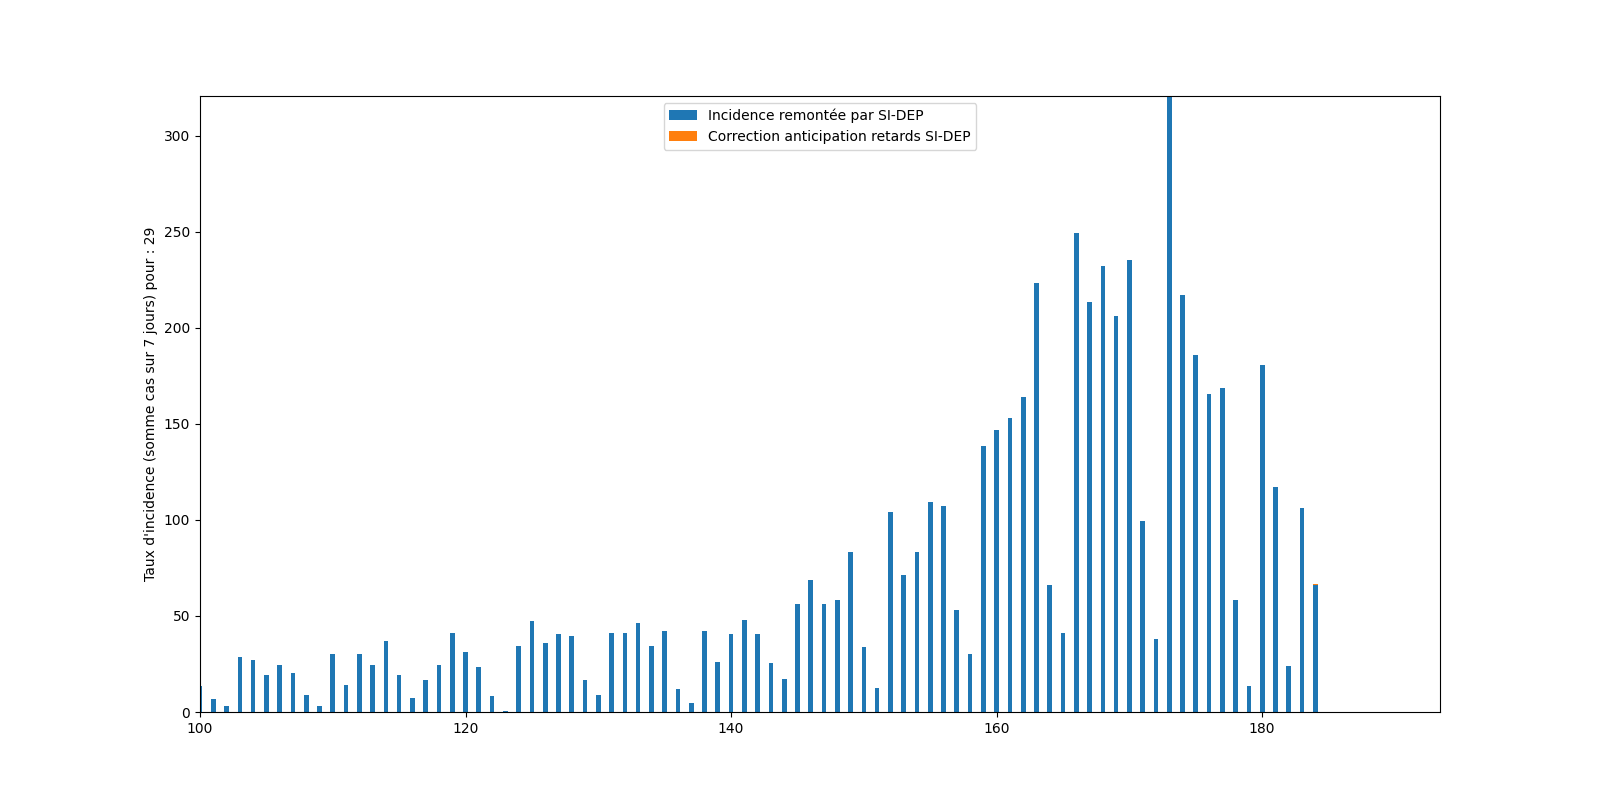 Incidence remontée par SI-DEP
Correction anticipation retards SI-DEP
Taux d'incidence (somme cas sur 7 jours) pour : 29
300
250
200
150
100
50
0
100 120 140 160 180